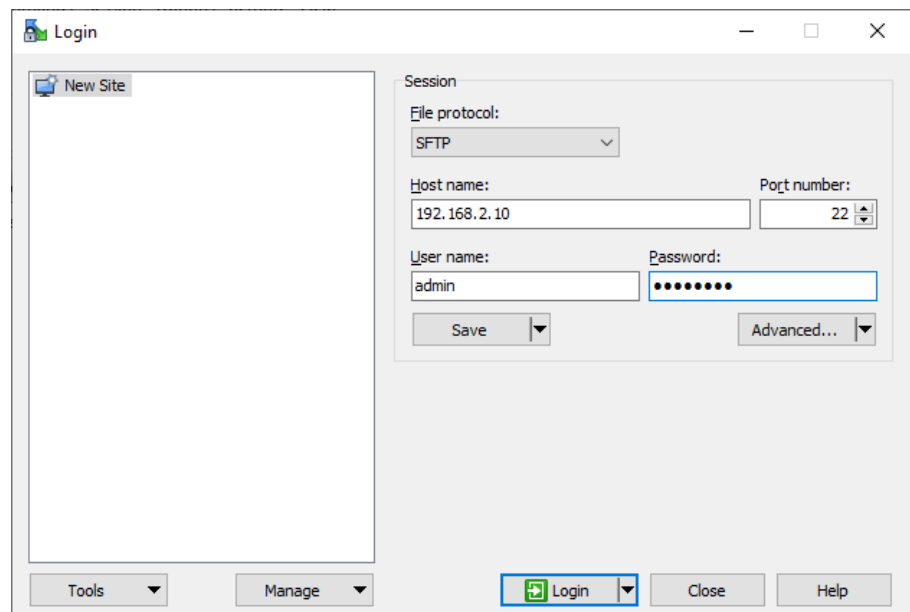 Login
New Site
Session
File protocol:
SFTP
Host name:
Port number:
192.168.2.10
22
User name:
Password:
admin
••••••••
Save
Advanced...
Tools
Manage
Login
Close
Help